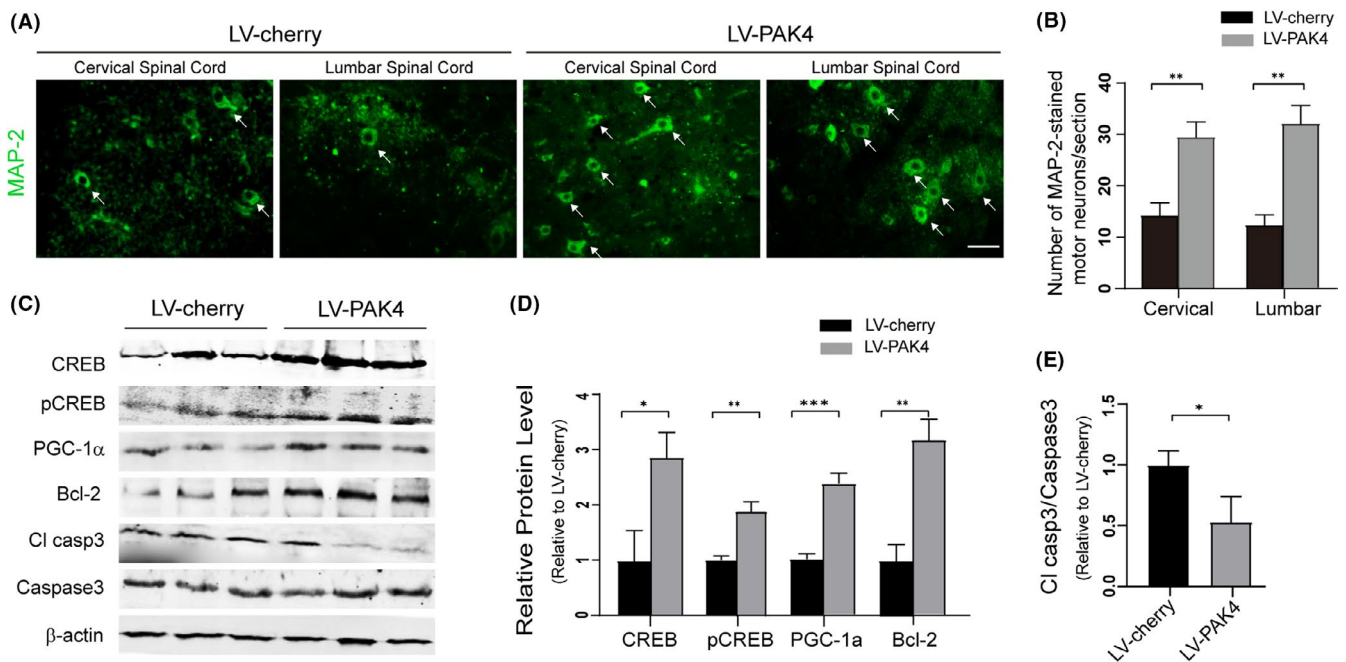 (A)
LV-cherry
LV-PAK4
Cervical Spinal Cord
Lumbar Spinal Cord
Cervical Spinal Cord
Lumbar Spinal Cord
MAP-2
(B)
LV-cherry
LV-PAK4
Number of MAP-2-stained
motor neurons/section
40
30
20
10
0
**
**
Cervical
Lumbar
(C)
LV-cherry
LV-PAK4
CREB
pCREB
PGC-1α
Bcl-2
Cl casp3
Caspase3
β-actin
(D)
LV-cherry
LV-PAK4
Relative Protein Level
(Relative to LV-cherry)
4
3
2
1
0
*
**
***
**
CREB
pCREB
PGC-1a
Bcl-2
(E)
Cl casp3/Caspase3
(Relative to LV-cherry)
1.5
1.0
0.5
0.0
*
LV-cherry
LV-PAK4